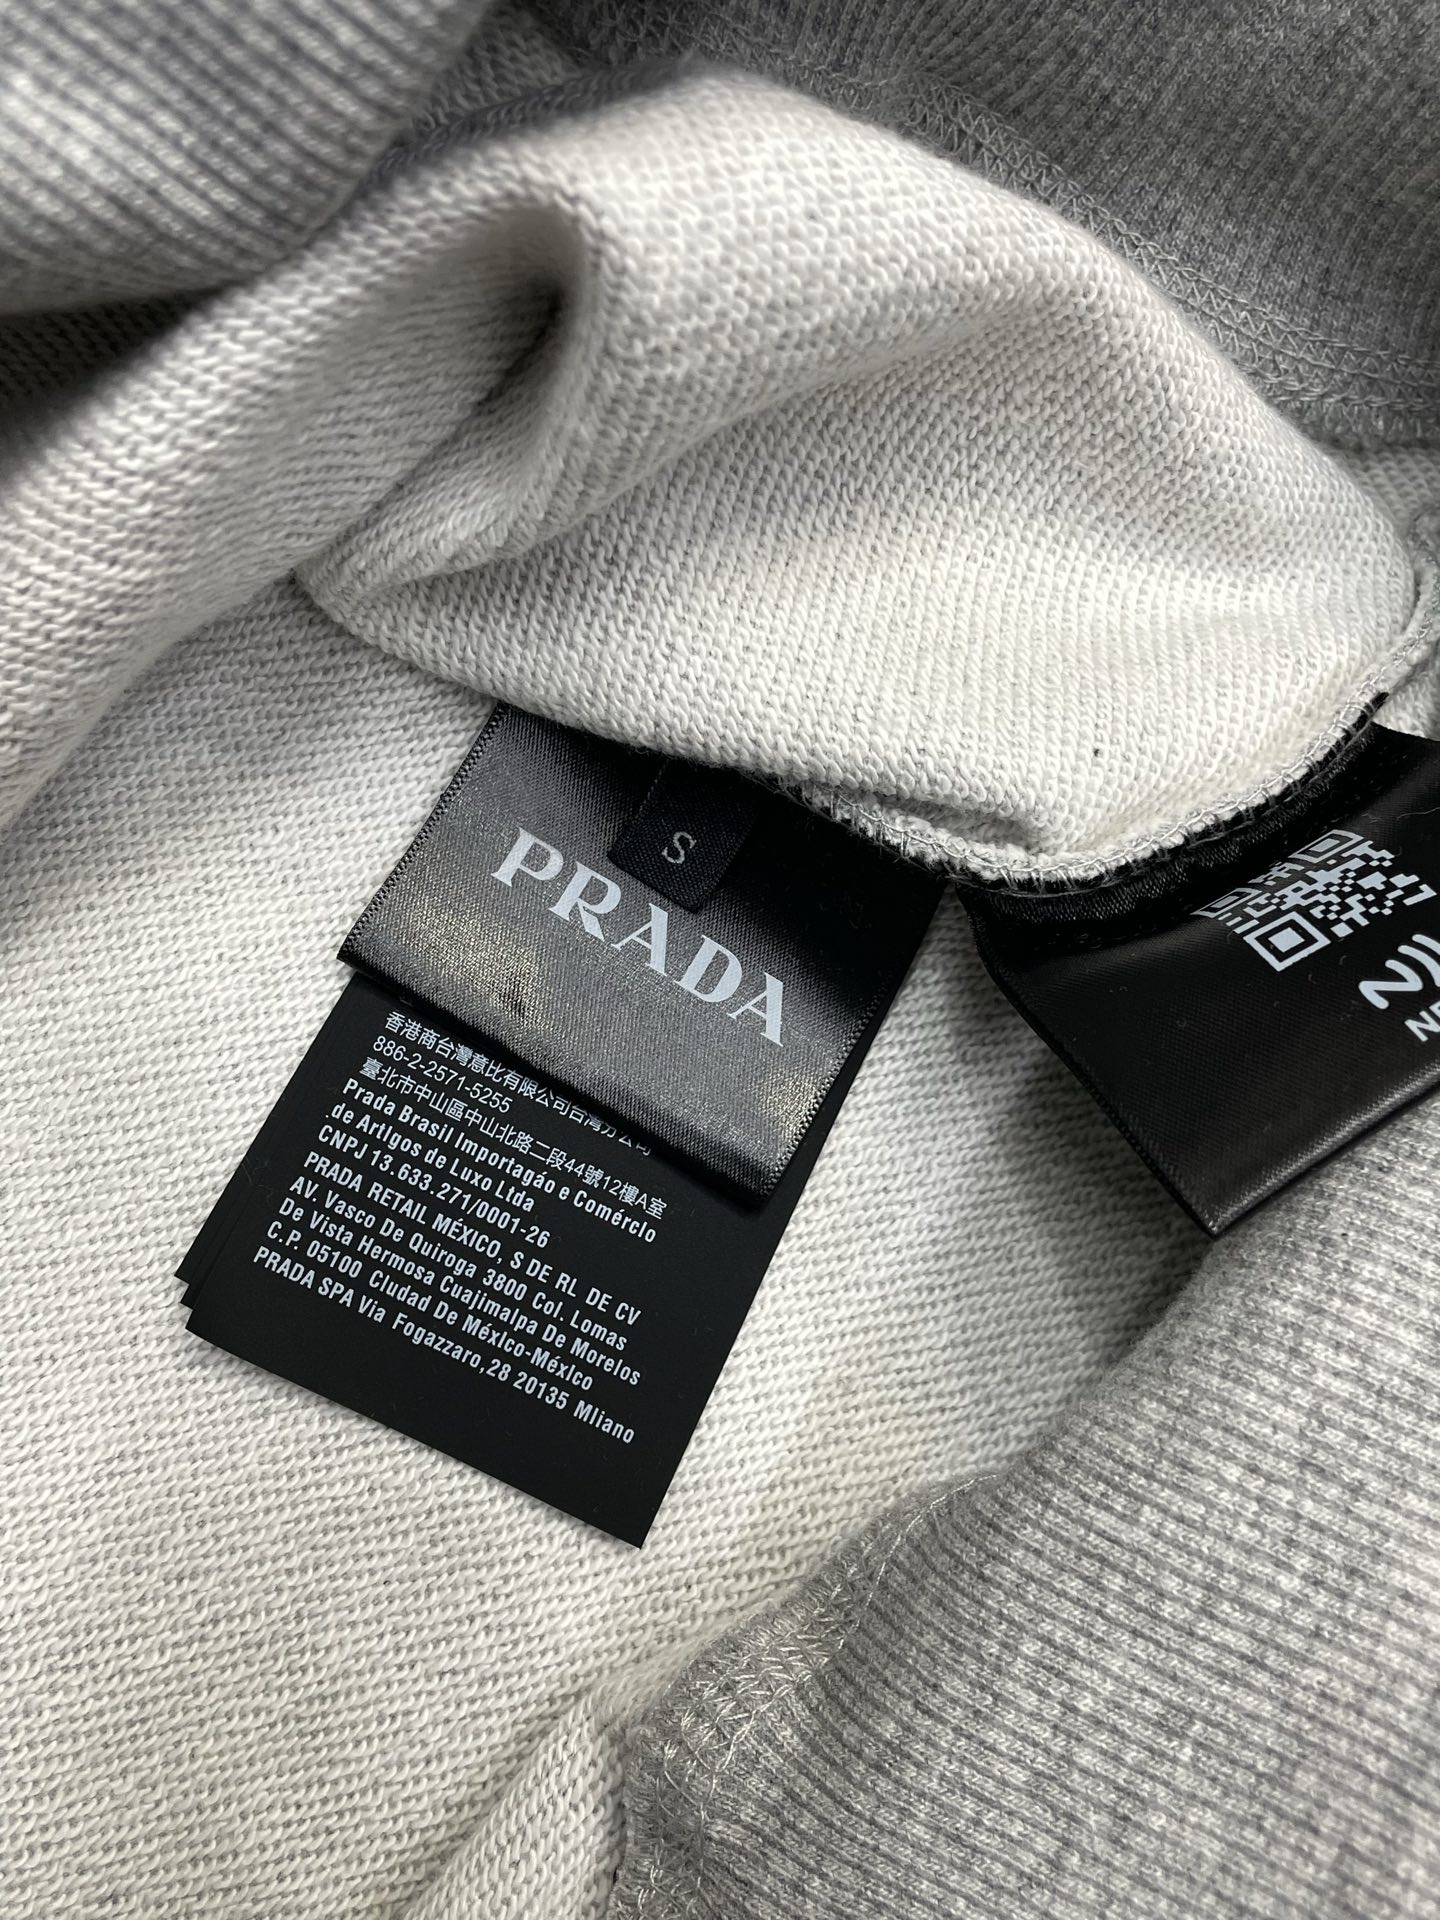 S
PRADA
香港商台灣意比有限公司台灣分公司
886-2-2571-5255
臺北市中山區中山北路二段44號12樓A室
Prada Brasil Importagáo e Comérclo
.de Artlgos de Luxo Ltda
CNPJ 13.633.271/0001-26
PRADA RETAIL MÉXICO, S DE RL DE CV
AV. Vasco De Quiroga 3800 Col. Lomas
De Vista Hermosa Cuajimalpa De Morelos
C.P. 05100 Cludad De Méxlco-Méxlco
PRADA SPA Via Fogazzaro,28 20135 Mliano